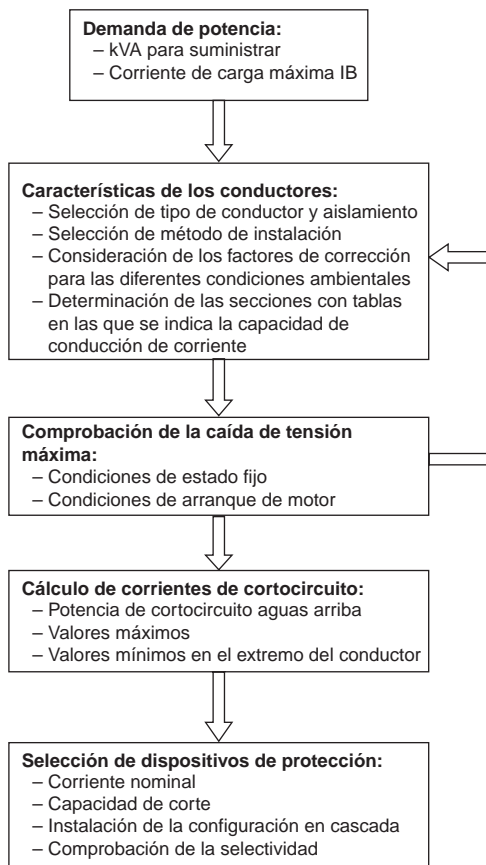 Demanda de potencia:
– kVA para suministrar
– Corriente de carga máxima IB
Características de los conductores:
– Selección de tipo de conductor y aislamiento
– Selección de método de instalación
– Consideración de los factores de corrección
para las diferentes condiciones ambientales
– Determinación de las secciones con tablas
en las que se indica la capacidad de
conducción de corriente
Comprobación de la caída de tensión
máxima:
– Condiciones de estado fijo
– Condiciones de arranque de motor
Cálculo de corrientes de cortocircuito:
– Potencia de cortocircuito aguas arriba
– Valores máximos
– Valores mínimos en el extremo del conductor
Selección de dispositivos de protección:
– Corriente nominal
– Capacidad de corte
– Instalación de la configuración en cascada
– Comprobación de la selectividad